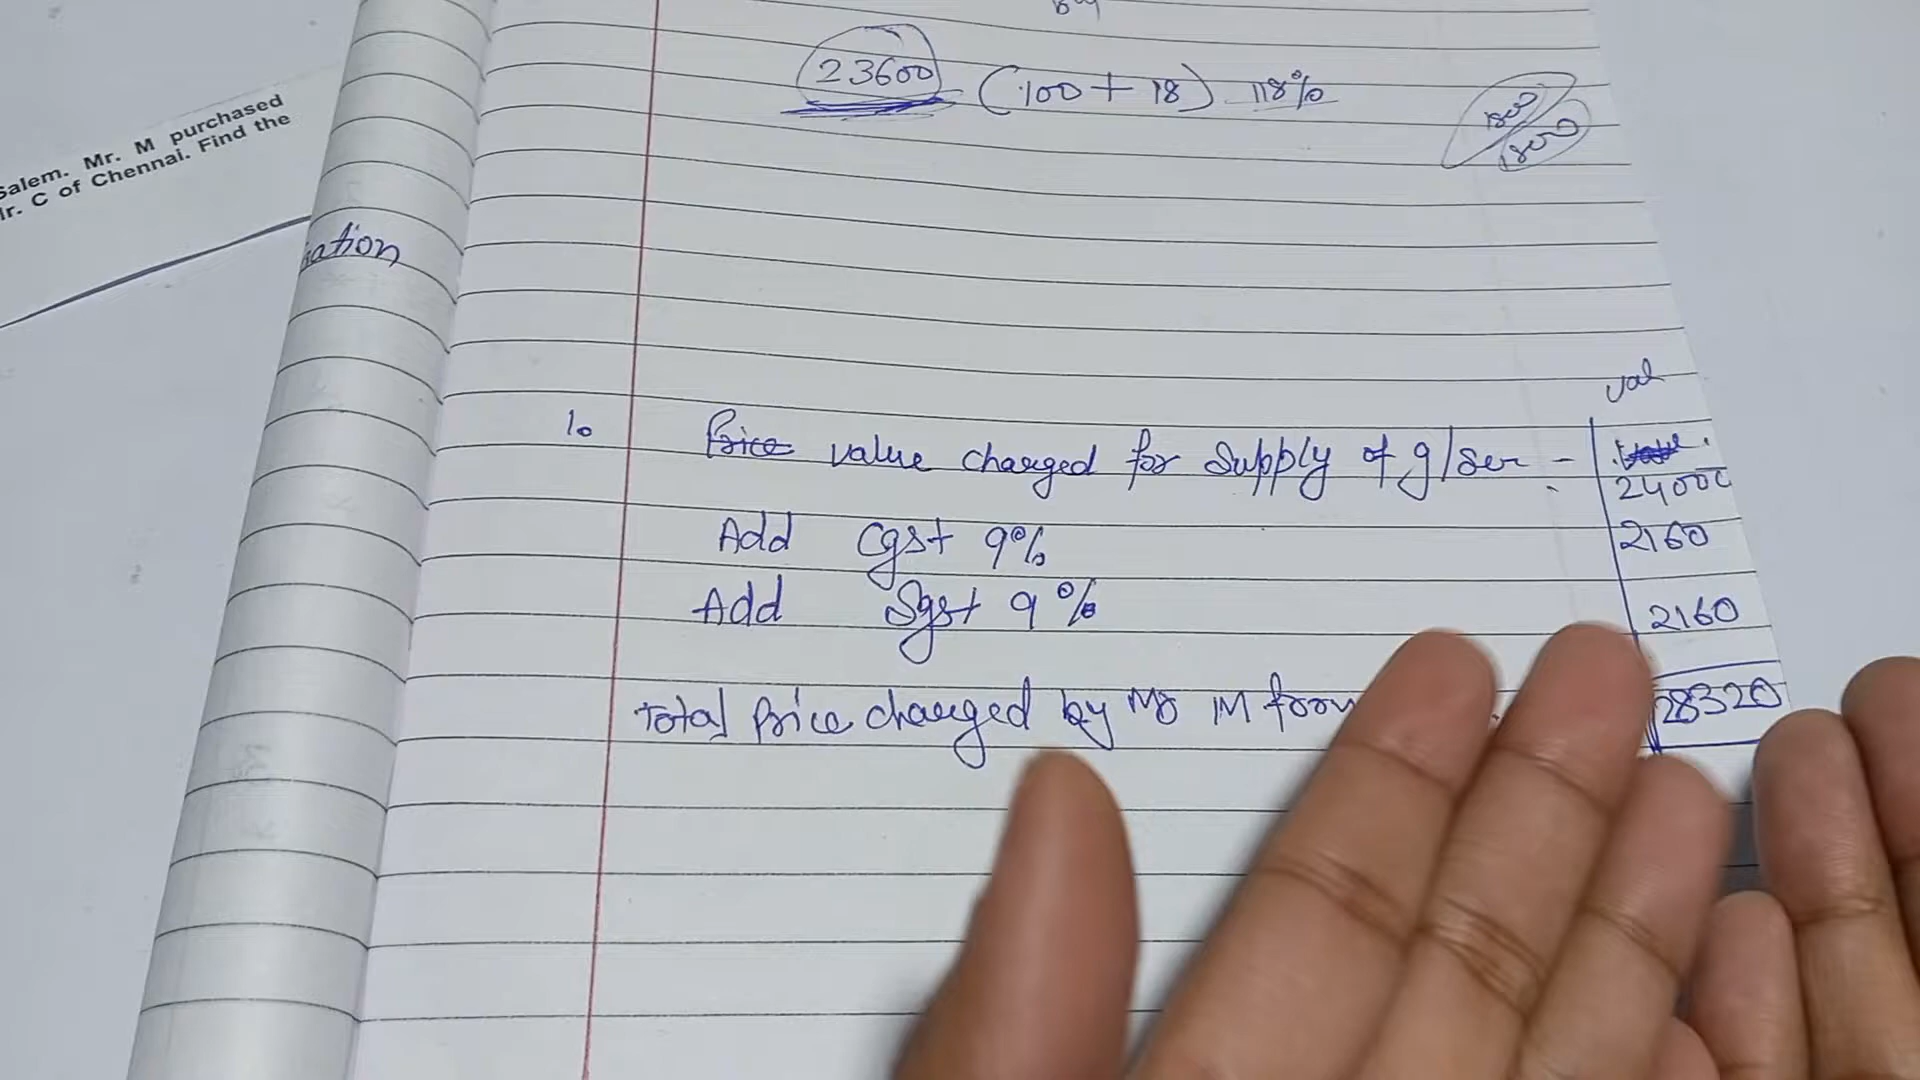 23600 (100 + 18) 118%
1800
1800
Salem. Mr. M purchased
Mr. C of Chennai. Find the
ation
Val
1. Price value charged for Supply of g/ser -
24000
Add Cgst 9% 2160
Add Sgst 9% 2160
Total Price charged by Mr M from 28320